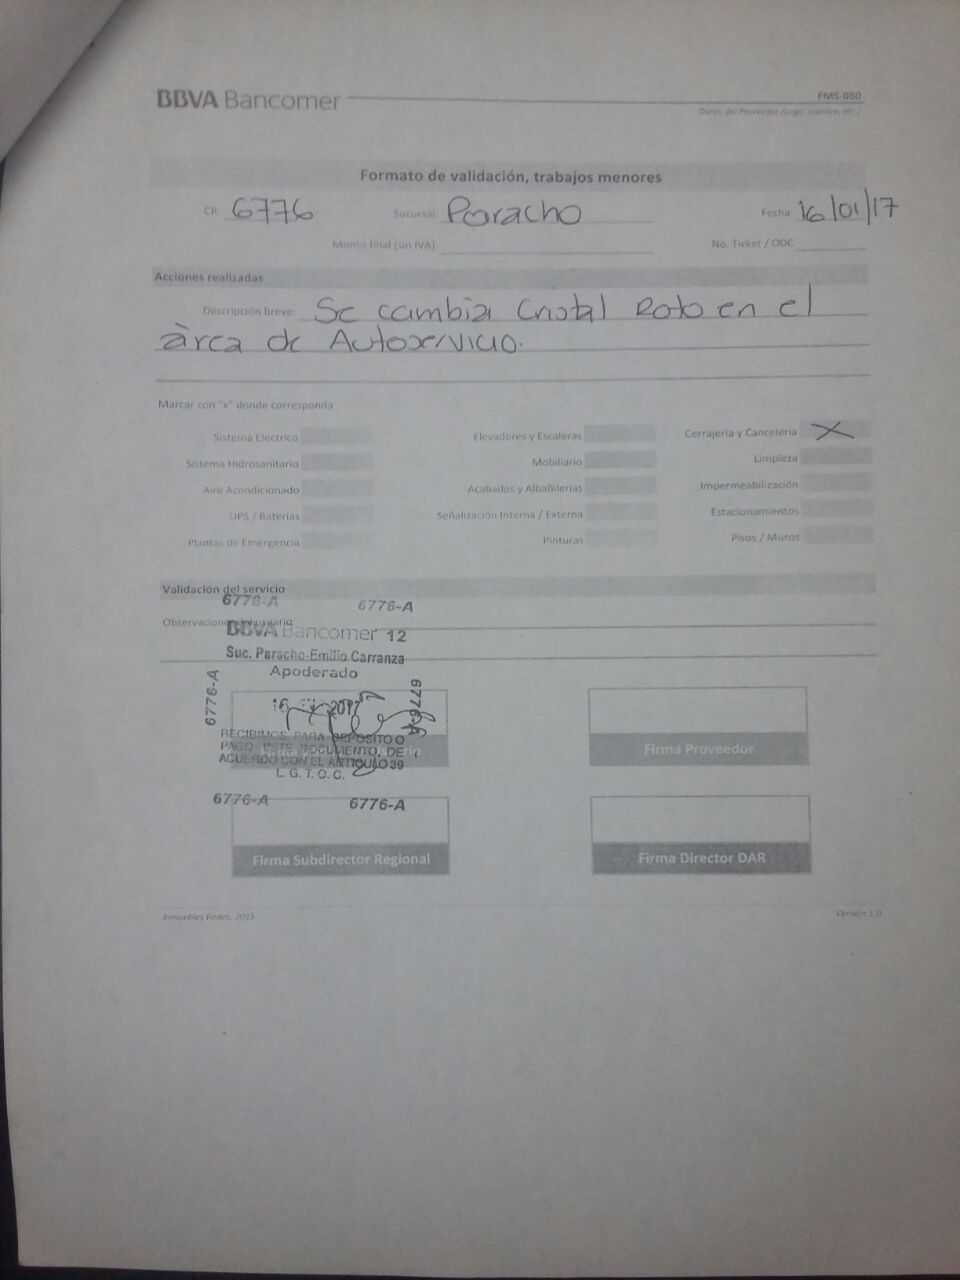 BBVA Bancomer
FMS-050
Datos del Proveedor (Logo, nombre, etc.)
Formato de validación, trabajos menores
CR: 6776 Sucursal: Paracho Fecha: 16/01/17
Monto final (sin IVA) No. Ticket / ODC
Acciones realizadas
Descripción breve: Se cambia Cristal Roto en el
àrea de Autoservicio.
Marcar con "x" donde corresponda
Sistema Electrico Elevadores y Escaleras Cerrajería y Cancelería X
Sistema Hidrosanitario Mobiliario Limpieza
Aire Acondicionado Acabados y Albañilerias Impermeabilización
UPS / Baterias Señalización Interna / Externa Estacionamientos
Plantas de Emergencia Pinturas Pisos / Muros
Validación del servicio
6776-A 6776-A
Observaciones del usuario:
BBVA Bancomer 12
Suc. Paracho-Emilio Carranza
Apoderado
6776-A
6776-A
16 2017
RECIBIMOS PARA DEPOSITO O
PAGO ESTE DOCUMENTO, DE
ACUERDO CON EL ARTICULO 39
L. G. T. O. C.
Firma Proveedor
6776-A 6776-A
Firma Subdirector Regional Firma Director DAR
Inmuebles Redes, 2015 Versión 1.0